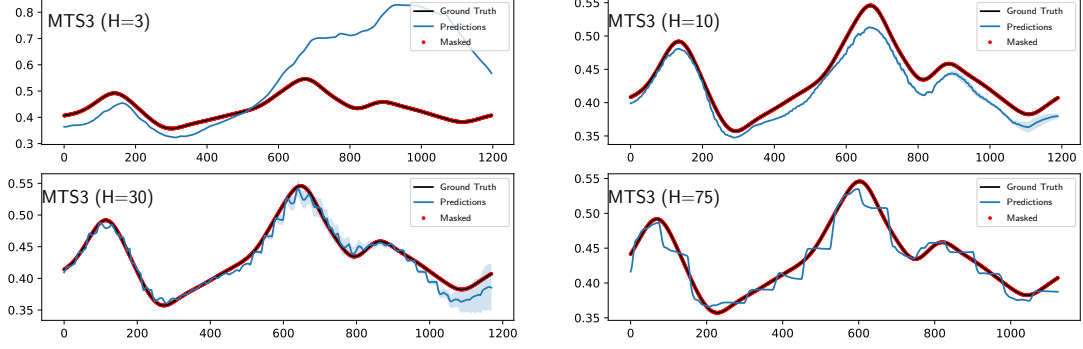 MTS3 (H=3)
Ground Truth
Predictions
Masked
0.8
0.7
0.6
0.5
0.4
0.3
0 200 400 600 800 1000 1200
MTS3 (H=10)
Ground Truth
Predictions
Masked
0.55
0.50
0.45
0.40
0.35
0 200 400 600 800 1000 1200
MTS3 (H=30)
Ground Truth
Predictions
Masked
0.55
0.50
0.45
0.40
0.35
0 200 400 600 800 1000 1200
MTS3 (H=75)
Ground Truth
Predictions
Masked
0.55
0.50
0.45
0.40
0.35
0 200 400 600 800 1000